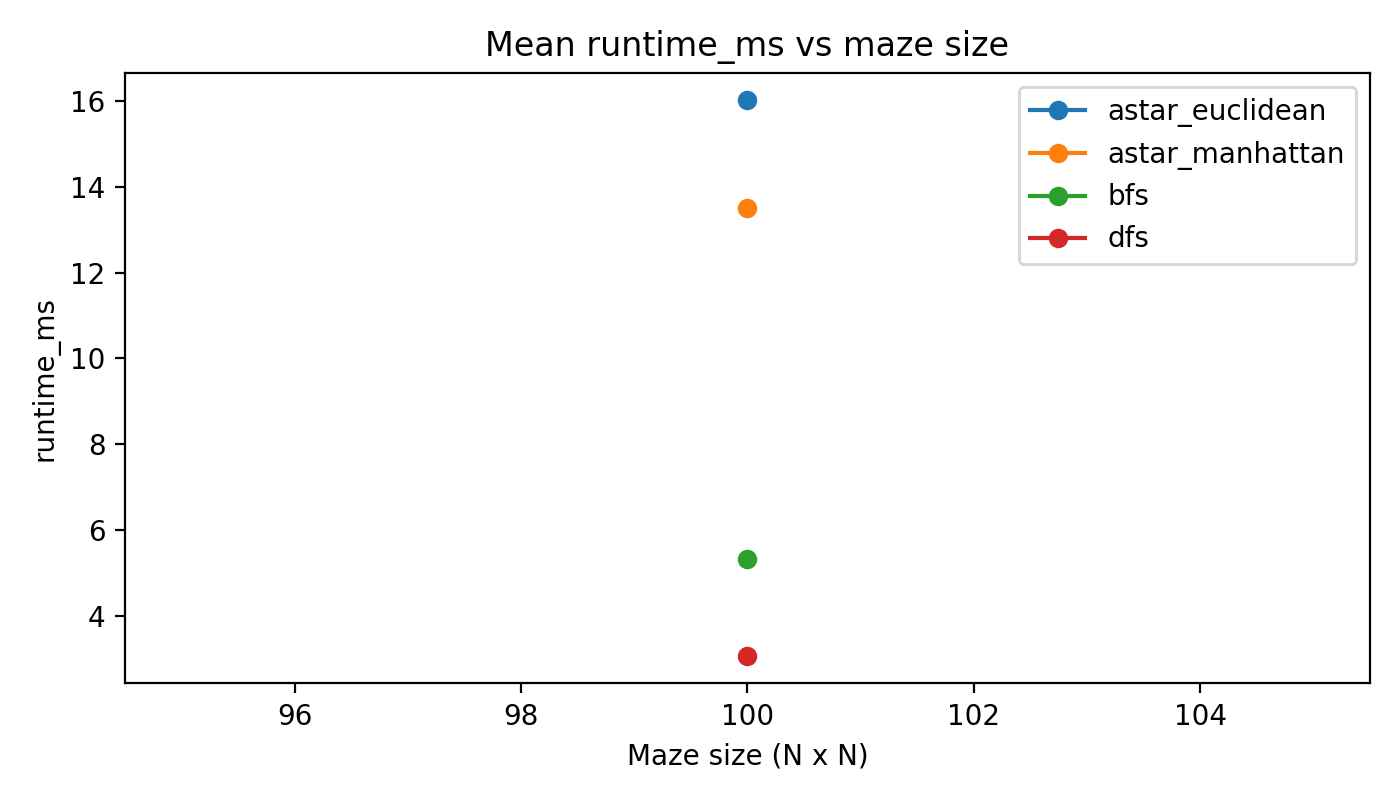 Mean runtime_ms vs maze size
astar_euclidean
astar_manhattan
bfs
dfs
16
14
12
10
8
6
4
runtime_ms
96
98
100
102
104
Maze size (N x N)